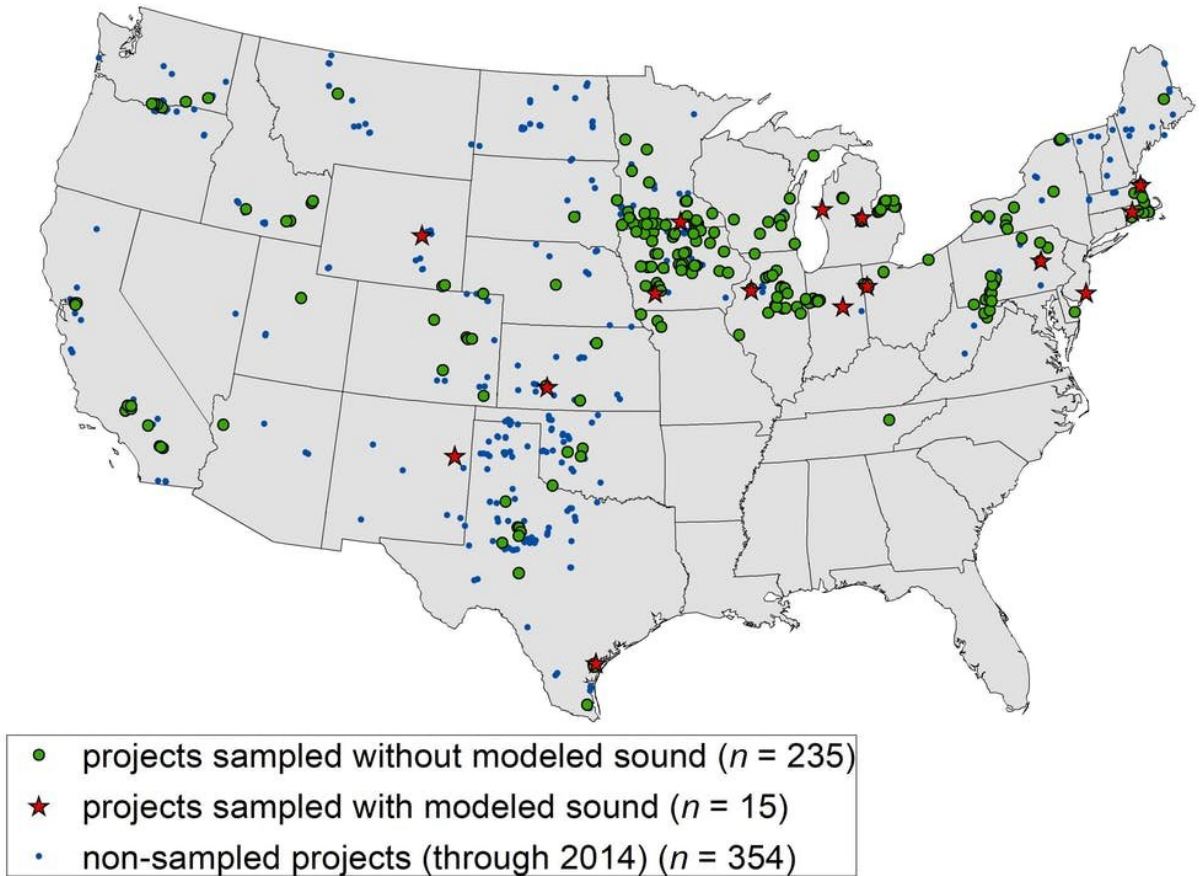 projects sampled without modeled sound (n = 235)
projects sampled with modeled sound (n = 15)
non-sampled projects (through 2014) (n = 354)